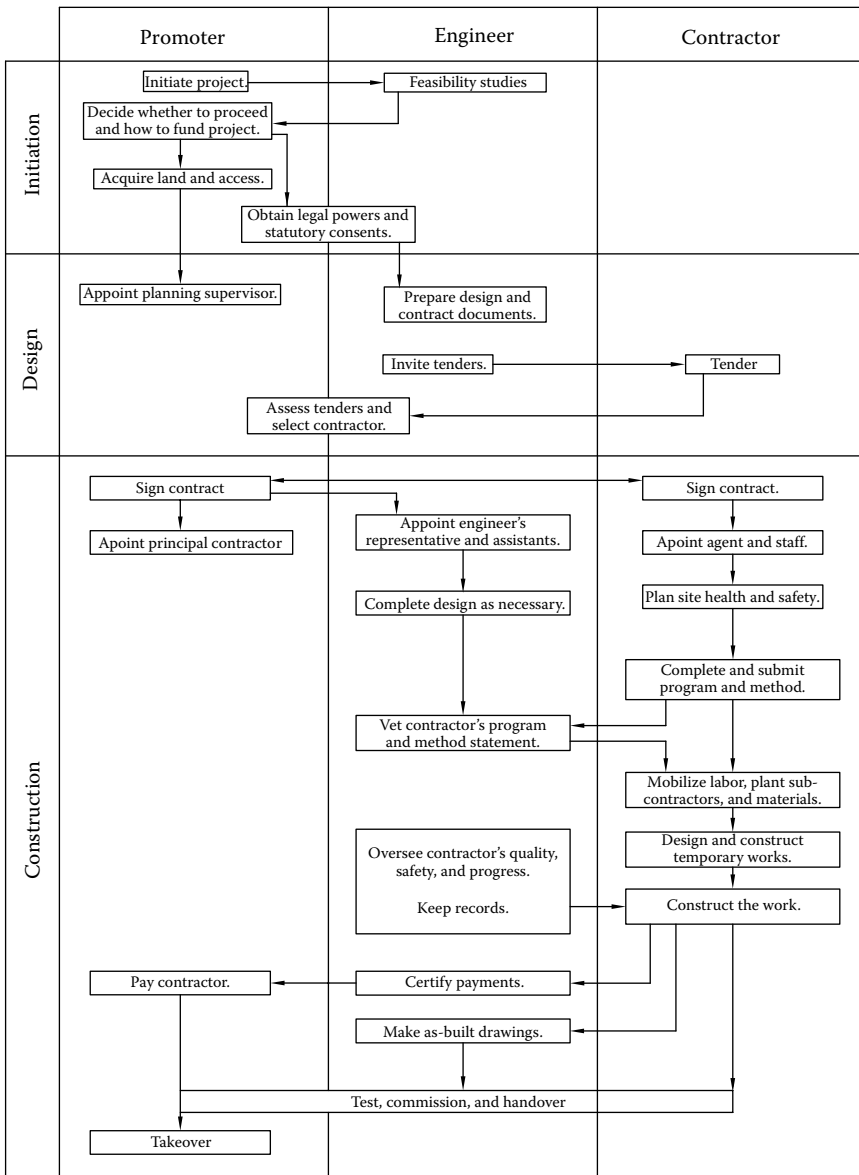 Promoter
Engineer
Contractor
Initiation
Initiate project.
Feasibility studies
Decide whether to proceed
and how to fund project.
Acquire land and access.
Obtain legal powers and
statutory consents.
Design
Appoint planning supervisor.
Prepare design and
contract documents.
Invite tenders.
Tender
Assess tenders and
select contractor.
Construction
Sign contract
Sign contract.
Apoint principal contractor
Appoint engineer's
representative and assistants.
Apoint agent and staff.
Complete design as necessary.
Plan site health and safety.
Complete and submit
program and method.
Vet contractor's program
and method statement.
Mobilize labor, plant sub-
contractors, and materials.
Oversee contractor's quality,
safety, and progress.
Keep records.
Design and construct
temporary works.
Construct the work.
Pay contractor.
Certify payments.
Make as-built drawings.
Test, commission, and handover
Takeover